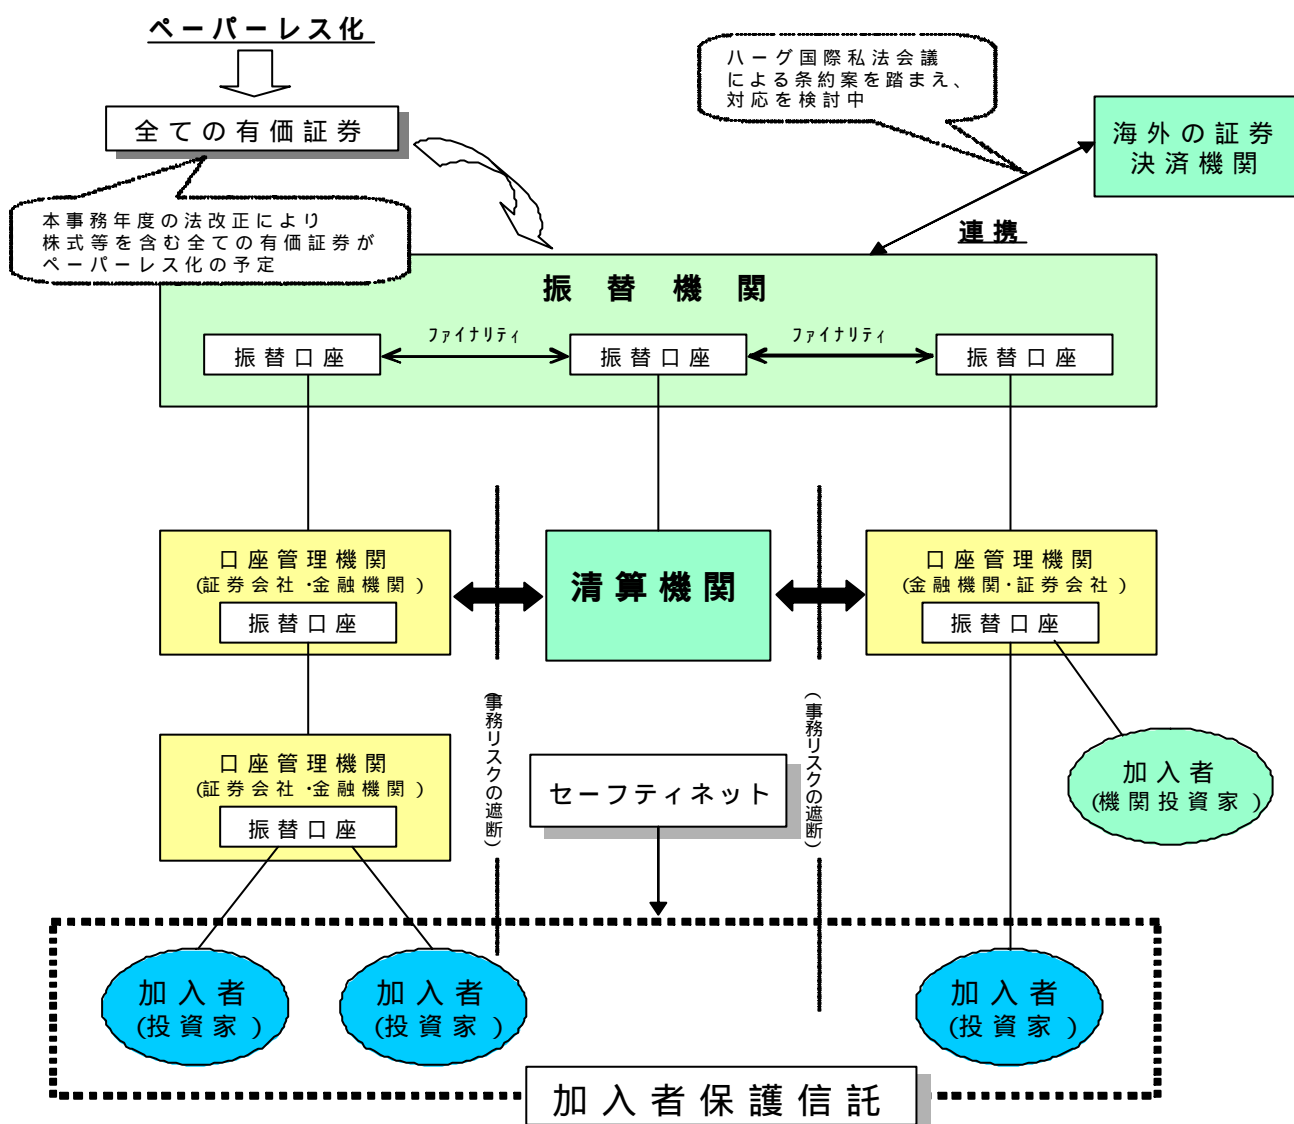 ペーパーレス化
全ての有価証券
本事務年度の法改正により
株式等を含む全ての有価証券が
ペーパーレス化の予定
ハーグ国際私法会議
による条約案を踏まえ、
対応を検討中
海外の証券
決済機関
連携
振替機関
ファイナリティ
ファイナリティ
振替口座
振替口座
振替口座
口座管理機関
(証券会社・金融機関)
振替口座
清算機関
口座管理機関
(金融機関・証券会社)
振替口座
(事務リスクの遮断)
(事務リスクの遮断)
口座管理機関
(証券会社・金融機関)
振替口座
セーフティネット
加入者
(機関投資家)
加入者
(投資家)
加入者
(投資家)
加入者
(投資家)
加入者保護信託